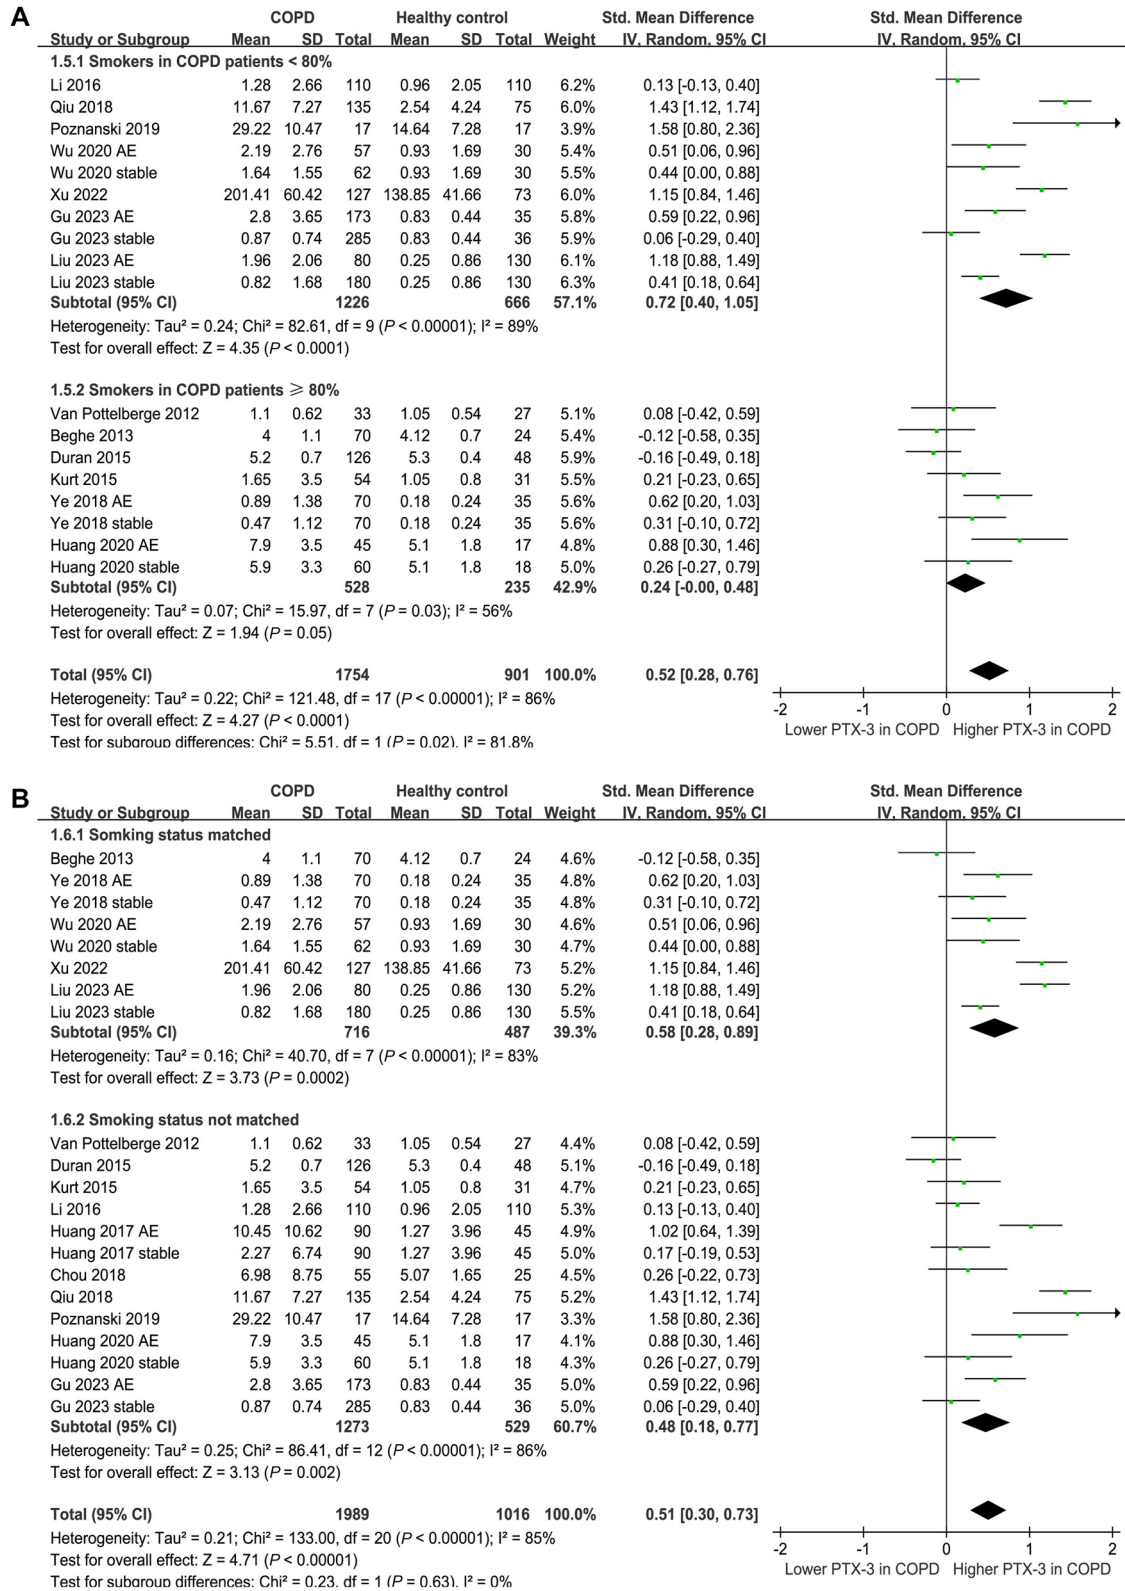 A
COPD Healthy control Std. Mean Difference Std. Mean Difference
Study or Subgroup Mean SD Total Mean SD Total Weight IV, Random, 95% CI IV, Random, 95% CI
1.5.1 Smokers in COPD patients < 80%
Li 2016 1.28 2.66 110 0.96 2.05 110 6.2% 0.13 [-0.13, 0.40]
Qiu 2018 11.67 7.27 135 2.54 4.24 75 6.0% 1.43 [1.12, 1.74]
Poznanski 2019 29.22 10.47 17 14.64 7.28 17 3.9% 1.58 [0.80, 2.36]
Wu 2020 AE 2.19 2.76 57 0.93 1.69 30 5.4% 0.51 [0.06, 0.96]
Wu 2020 stable 1.64 1.55 62 0.93 1.69 30 5.5% 0.44 [0.00, 0.88]
Xu 2022 201.41 60.42 127 138.85 41.66 73 6.0% 1.15 [0.84, 1.46]
Gu 2023 AE 2.8 3.65 173 0.83 0.44 35 5.8% 0.59 [0.22, 0.96]
Gu 2023 stable 0.87 0.74 285 0.83 0.44 36 5.9% 0.06 [-0.29, 0.40]
Liu 2023 AE 1.96 2.06 80 0.25 0.86 130 6.1% 1.18 [0.88, 1.49]
Liu 2023 stable 0.82 1.68 180 0.25 0.86 130 6.3% 0.41 [0.18, 0.64]
Subtotal (95% CI) 1226 666 57.1% 0.72 [0.40, 1.05]
Heterogeneity: Tau² = 0.24; Chi² = 82.61, df = 9 (P < 0.00001); I² = 89%
Test for overall effect: Z = 4.35 (P < 0.0001)
1.5.2 Smokers in COPD patients ⩾ 80%
Van Pottelberge 2012 1.1 0.62 33 1.05 0.54 27 5.1% 0.08 [-0.42, 0.59]
Beghe 2013 4 1.1 70 4.12 0.7 24 5.4% -0.12 [-0.58, 0.35]
Duran 2015 5.2 0.7 126 5.3 0.4 48 5.9% -0.16 [-0.49, 0.18]
Kurt 2015 1.65 3.5 54 1.05 0.8 31 5.5% 0.21 [-0.23, 0.65]
Ye 2018 AE 0.89 1.38 70 0.18 0.24 35 5.6% 0.62 [0.20, 1.03]
Ye 2018 stable 0.47 1.12 70 0.18 0.24 35 5.6% 0.31 [-0.10, 0.72]
Huang 2020 AE 7.9 3.5 45 5.1 1.8 17 4.8% 0.88 [0.30, 1.46]
Huang 2020 stable 5.9 3.3 60 5.1 1.8 18 5.0% 0.26 [-0.27, 0.79]
Subtotal (95% CI) 528 235 42.9% 0.24 [-0.00, 0.48]
Heterogeneity: Tau² = 0.07; Chi² = 15.97, df = 7 (P = 0.03); I² = 56%
Test for overall effect: Z = 1.94 (P = 0.05)
Total (95% CI) 1754 901 100.0% 0.52 [0.28, 0.76]
Heterogeneity: Tau² = 0.22; Chi² = 121.48, df = 17 (P < 0.00001); I² = 86%
Test for overall effect: Z = 4.27 (P < 0.0001)
Test for subgroup differences: Chi² = 5.51, df = 1 (P = 0.02), I² = 81.8%
-2 -1 0 1 2
Lower PTX-3 in COPD Higher PTX-3 in COPD
B
COPD Healthy control Std. Mean Difference Std. Mean Difference
Study or Subgroup Mean SD Total Mean SD Total Weight IV, Random, 95% CI IV, Random, 95% CI
1.6.1 Somking status matched
Beghe 2013 4 1.1 70 4.12 0.7 24 4.6% -0.12 [-0.58, 0.35]
Ye 2018 AE 0.89 1.38 70 0.18 0.24 35 4.8% 0.62 [0.20, 1.03]
Ye 2018 stable 0.47 1.12 70 0.18 0.24 35 4.8% 0.31 [-0.10, 0.72]
Wu 2020 AE 2.19 2.76 57 0.93 1.69 30 4.6% 0.51 [0.06, 0.96]
Wu 2020 stable 1.64 1.55 62 0.93 1.69 30 4.7% 0.44 [0.00, 0.88]
Xu 2022 201.41 60.42 127 138.85 41.66 73 5.2% 1.15 [0.84, 1.46]
Liu 2023 AE 1.96 2.06 80 0.25 0.86 130 5.2% 1.18 [0.88, 1.49]
Liu 2023 stable 0.82 1.68 180 0.25 0.86 130 5.5% 0.41 [0.18, 0.64]
Subtotal (95% CI) 716 487 39.3% 0.58 [0.28, 0.89]
Heterogeneity: Tau² = 0.16; Chi² = 40.70, df = 7 (P < 0.00001); I² = 83%
Test for overall effect: Z = 3.73 (P = 0.0002)
1.6.2 Smoking status not matched
Van Pottelberge 2012 1.1 0.62 33 1.05 0.54 27 4.4% 0.08 [-0.42, 0.59]
Duran 2015 5.2 0.7 126 5.3 0.4 48 5.1% -0.16 [-0.49, 0.18]
Kurt 2015 1.65 3.5 54 1.05 0.8 31 4.7% 0.21 [-0.23, 0.65]
Li 2016 1.28 2.66 110 0.96 2.05 110 5.3% 0.13 [-0.13, 0.40]
Huang 2017 AE 10.45 10.62 90 1.27 3.96 45 4.9% 1.02 [0.64, 1.39]
Huang 2017 stable 2.27 6.74 90 1.27 3.96 45 5.0% 0.17 [-0.19, 0.53]
Chou 2018 6.98 8.75 55 5.07 1.65 25 4.5% 0.26 [-0.22, 0.73]
Qiu 2018 11.67 7.27 135 2.54 4.24 75 5.2% 1.43 [1.12, 1.74]
Poznanski 2019 29.22 10.47 17 14.64 7.28 17 3.2% 1.58 [0.80, 2.36]
Huang 2020 AE 7.9 3.5 45 5.1 1.8 17 4.1% 0.88 [0.30, 1.46]
Huang 2020 stable 5.9 3.3 60 5.1 1.8 18 4.3% 0.26 [-0.27, 0.79]
Gu 2023 AE 2.8 3.65 173 0.83 0.44 35 5.0% 0.59 [0.22, 0.96]
Gu 2023 stable 0.87 0.74 285 0.83 0.44 36 5.0% 0.06 [-0.29, 0.40]
Subtotal (95% CI) 1273 529 60.7% 0.48 [0.18, 0.77]
Heterogeneity: Tau² = 0.25; Chi² = 86.41, df = 12 (P < 0.00001); I² = 86%
Test for overall effect: Z = 3.13 (P = 0.002)
Total (95% CI) 1989 1016 100.0% 0.51 [0.30, 0.73]
Heterogeneity: Tau² = 0.21; Chi² = 133.00, df = 20 (P < 0.00001); I² = 85%
Test for overall effect: Z = 4.71 (P < 0.00001)
Test for subgroup differences: Chi² = 0.23, df = 1 (P = 0.63), I² = 0%
-2 -1 0 1 2
Lower PTX-3 in COPD Higher PTX-3 in COPD